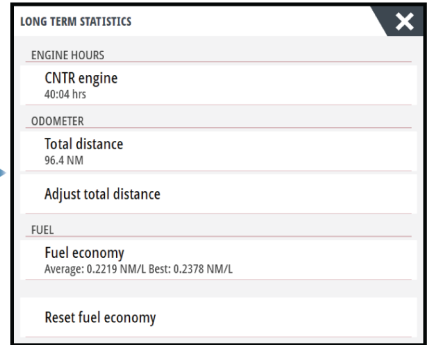 LONG TERM STATISTICS
ENGINE HOURS
CNTR engine
40:04 hrs
ODOMETER
Total distance
96.4 NM
Adjust total distance
FUEL
Fuel economy
Average: 0.2219 NM/L Best: 0.2378 NM/L
Reset fuel economy